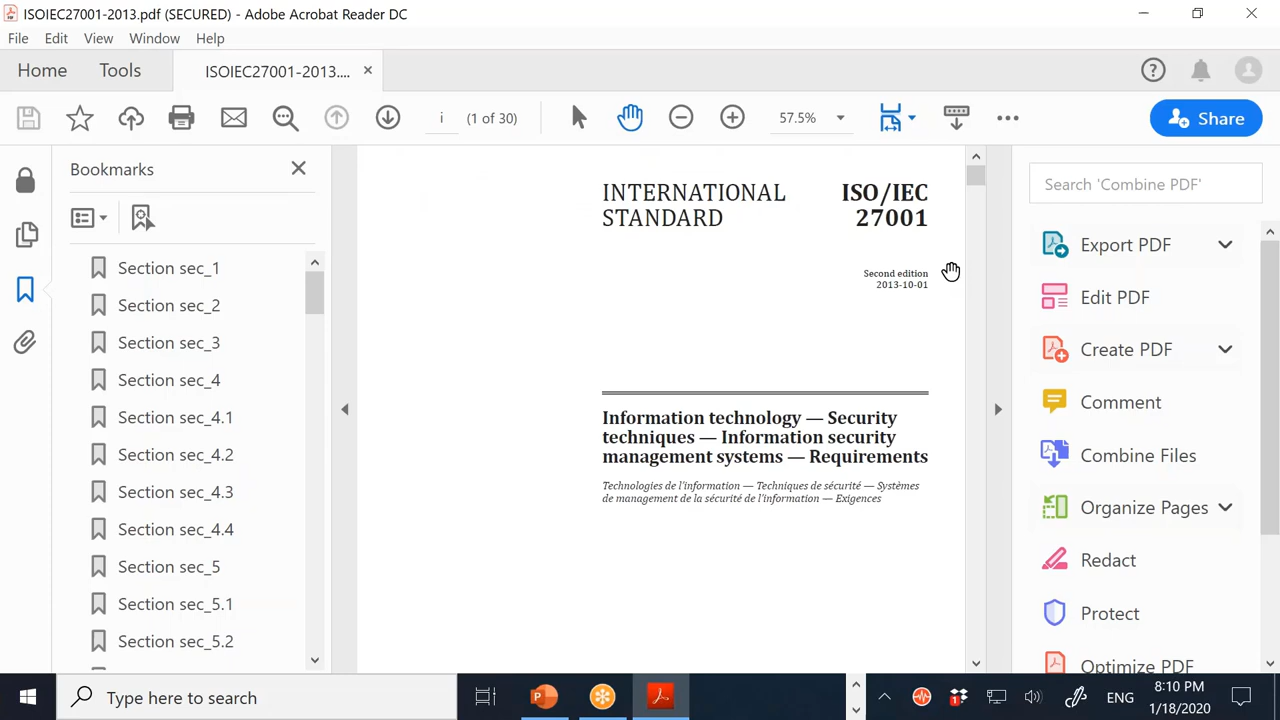 ISOIEC27001-2013.pdf (SECURED) - Adobe Acrobat Reader DC
File Edit View Window Help
Home Tools ISOIEC27001-2013....
i (1 of 30) 57.5% Share
Bookmarks
Section sec_1
Section sec_2
Section sec_3
Section sec_4
Section sec_4.1
Section sec_4.2
Section sec_4.3
Section sec_4.4
Section sec_5
Section sec_5.1
Section sec_5.2
INTERNATIONAL STANDARD
ISO/IEC 27001
Second edition
2013-10-01
Information technology — Security
techniques — Information security
management systems — Requirements
Technologies de l'information — Techniques de sécurité — Systèmes
de management de la sécurité de l'information — Exigences
Search 'Combine PDF'
Export PDF
Edit PDF
Create PDF
Comment
Combine Files
Organize Pages
Redact
Protect
Optimize PDF
Type here to search
ENG
8:10 PM
1/18/2020